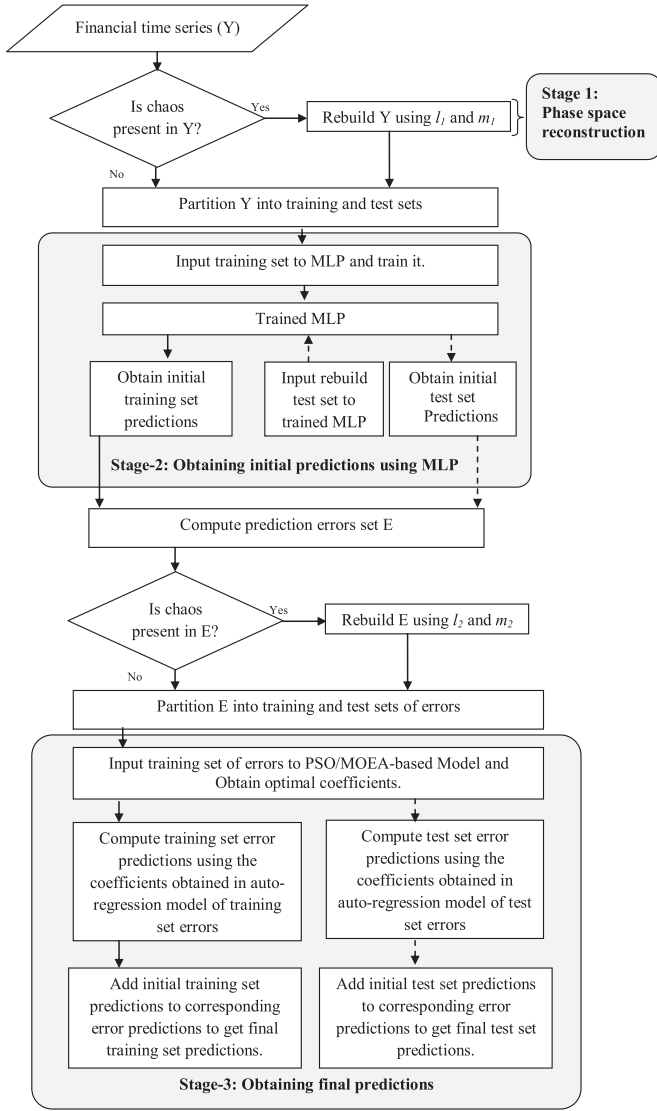 Financial time series (Y)
Is chaos
present in Y?
Yes
Rebuild Y using l1 and m1
Stage 1:
Phase space
reconstruction
No
Partition Y into training and test sets
Input training set to MLP and train it.
Trained MLP
Obtain initial
training set
predictions
Input rebuild
test set to
trained MLP
Obtain initial
test set
Predictions
Stage-2: Obtaining initial predictions using MLP
Compute prediction errors set E
Is chaos
present in E?
Yes
Rebuild E using l2 and m2
No
Partition E into training and test sets of errors
Input training set of errors to PSO/MOEA-based Model and
Obtain optimal coefficients.
Compute training set error
predictions using the
coefficients obtained in auto-
regression model of training
set errors
Compute test set error
predictions using the
coefficients obtained in
auto-regression model of test
set errors
Add initial training set
predictions to corresponding
error predictions to get final
training set predictions.
Add initial test set predictions
to corresponding error
predictions to get final test set
predictions.
Stage-3: Obtaining final predictions